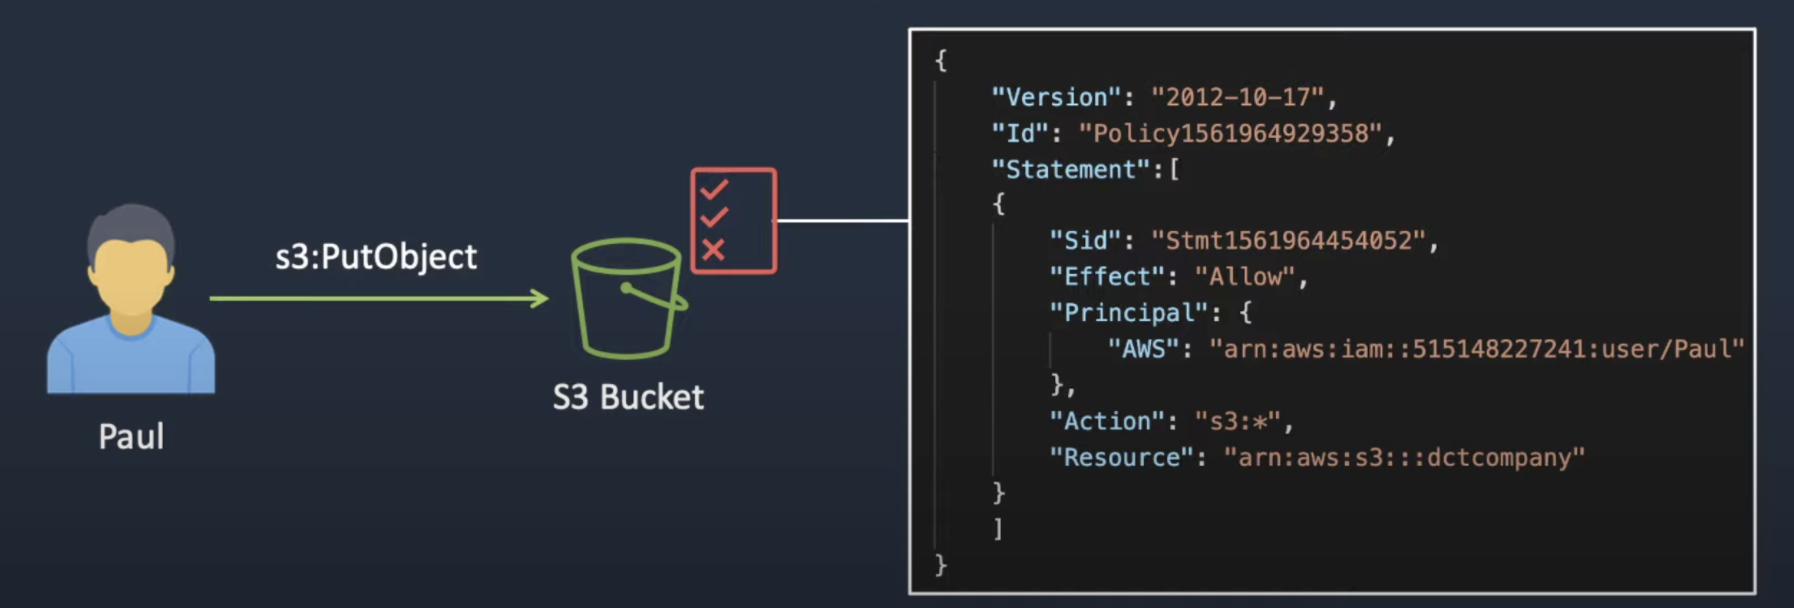 s3:PutObject
S3 Bucket
Paul
{
"Version": "2012-10-17",
"Id": "Policy1561964929358",
"Statement":[
{
"Sid": "Stmt1561964454052",
"Effect": "Allow",
"Principal": {
"AWS": "arn:aws:iam::515148227241:user/Paul"
},
"Action": "s3:*",
"Resource": "arn:aws:s3:::dctcompany"
}
]
}